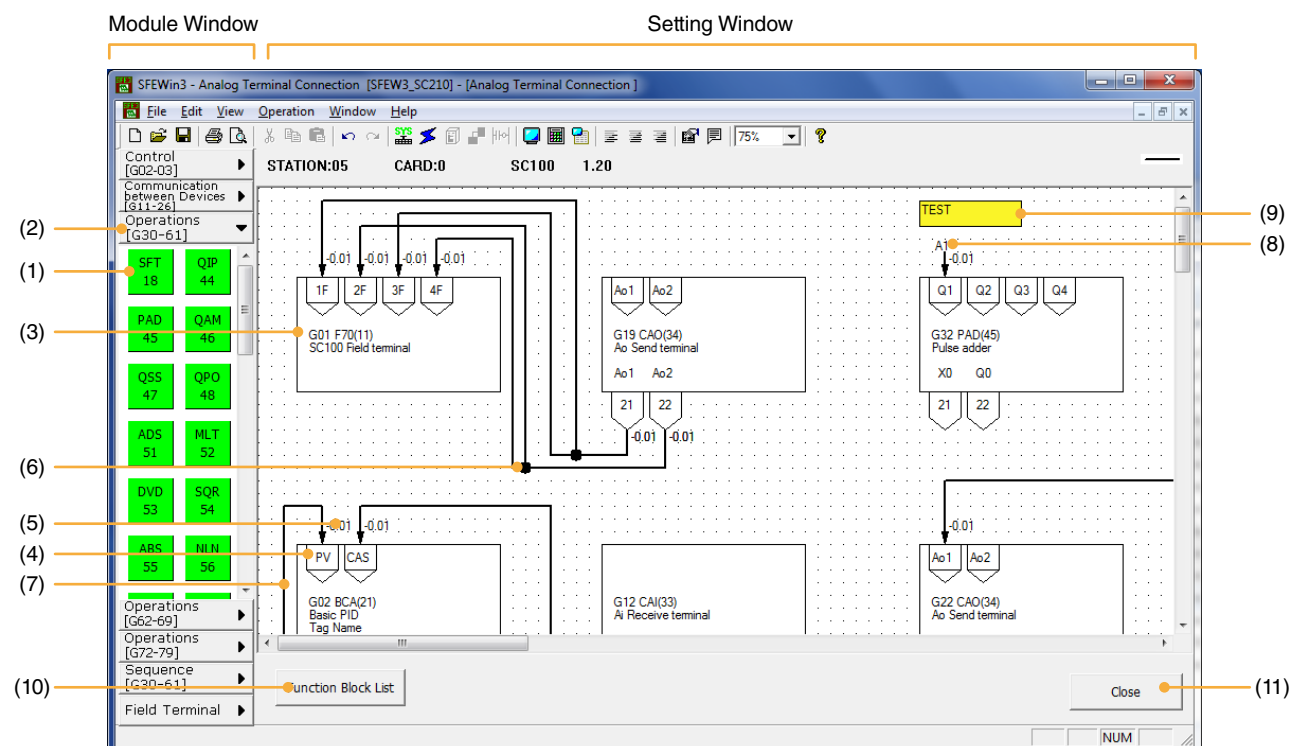 Module Window
Setting Window
SFEWin3 - Analog Terminal Connection [SFEW3_SC210] - [Analog Terminal Connection ]
File Edit View Operation Window Help
75%
Control
[G02-03]
Communication
between Devices
[G11-26]
Operations
[G30-61]
STATION:05 CARD:0 SC100 1.20
(1)
(2)
(3)
(4)
(5)
(6)
(7)
(8)
(9)
(10)
(11)
SFT
18
QIP
44
PAD
45
QAM
46
QSS
47
QPO
48
ADS
51
MLT
52
DVD
53
SQR
54
ABS
55
NLN
56
Operations
[G62-69]
Operations
[G72-79]
Sequence
[G30-61]
Field Terminal
-0.01 -0.01 -0.01 -0.01
1F 2F 3F 4F
G01 F70(11)
SC100 Field terminal
Ao1 Ao2
G19 CAO(34)
Ao Send terminal
Ao1 Ao2
21 22
-0.01 -0.01
TEST
A1
-0.01
Q1 Q2 Q3 Q4
G32 PAD(45)
Pulse adder
X0 Q0
21 22
-0.01 -0.01
PV CAS
G02 BCA(21)
Basic PID
Tag Name
G12 CAI(33)
Ai Receive terminal
-0.01
Ao1 Ao2
G22 CAO(34)
Ao Send terminal
Function Block List
Close
NUM